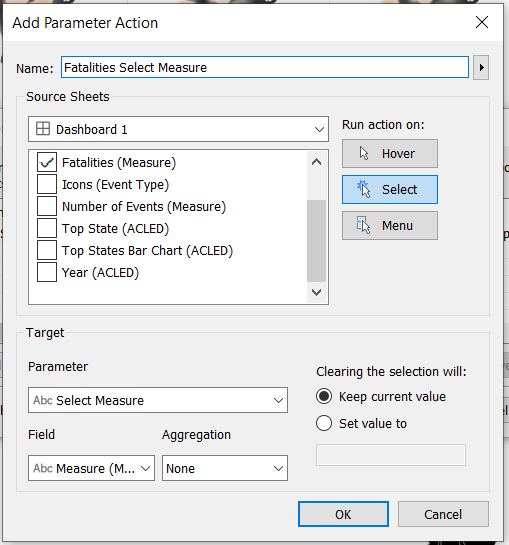 Add Parameter Action
Name: Fatalities Select Measure
Source Sheets
Dashboard 1
Run action on:
Fatalities (Measure)
Icons (Event Type)
Number of Events (Measure)
Top State (ACLED)
Top States Bar Chart (ACLED)
Year (ACLED)
Hover
Select
Menu
Target
Parameter
Abc Select Measure
Field
Aggregation
Abc Measure (M...
None
Clearing the selection will:
Keep current value
Set value to
OK
Cancel